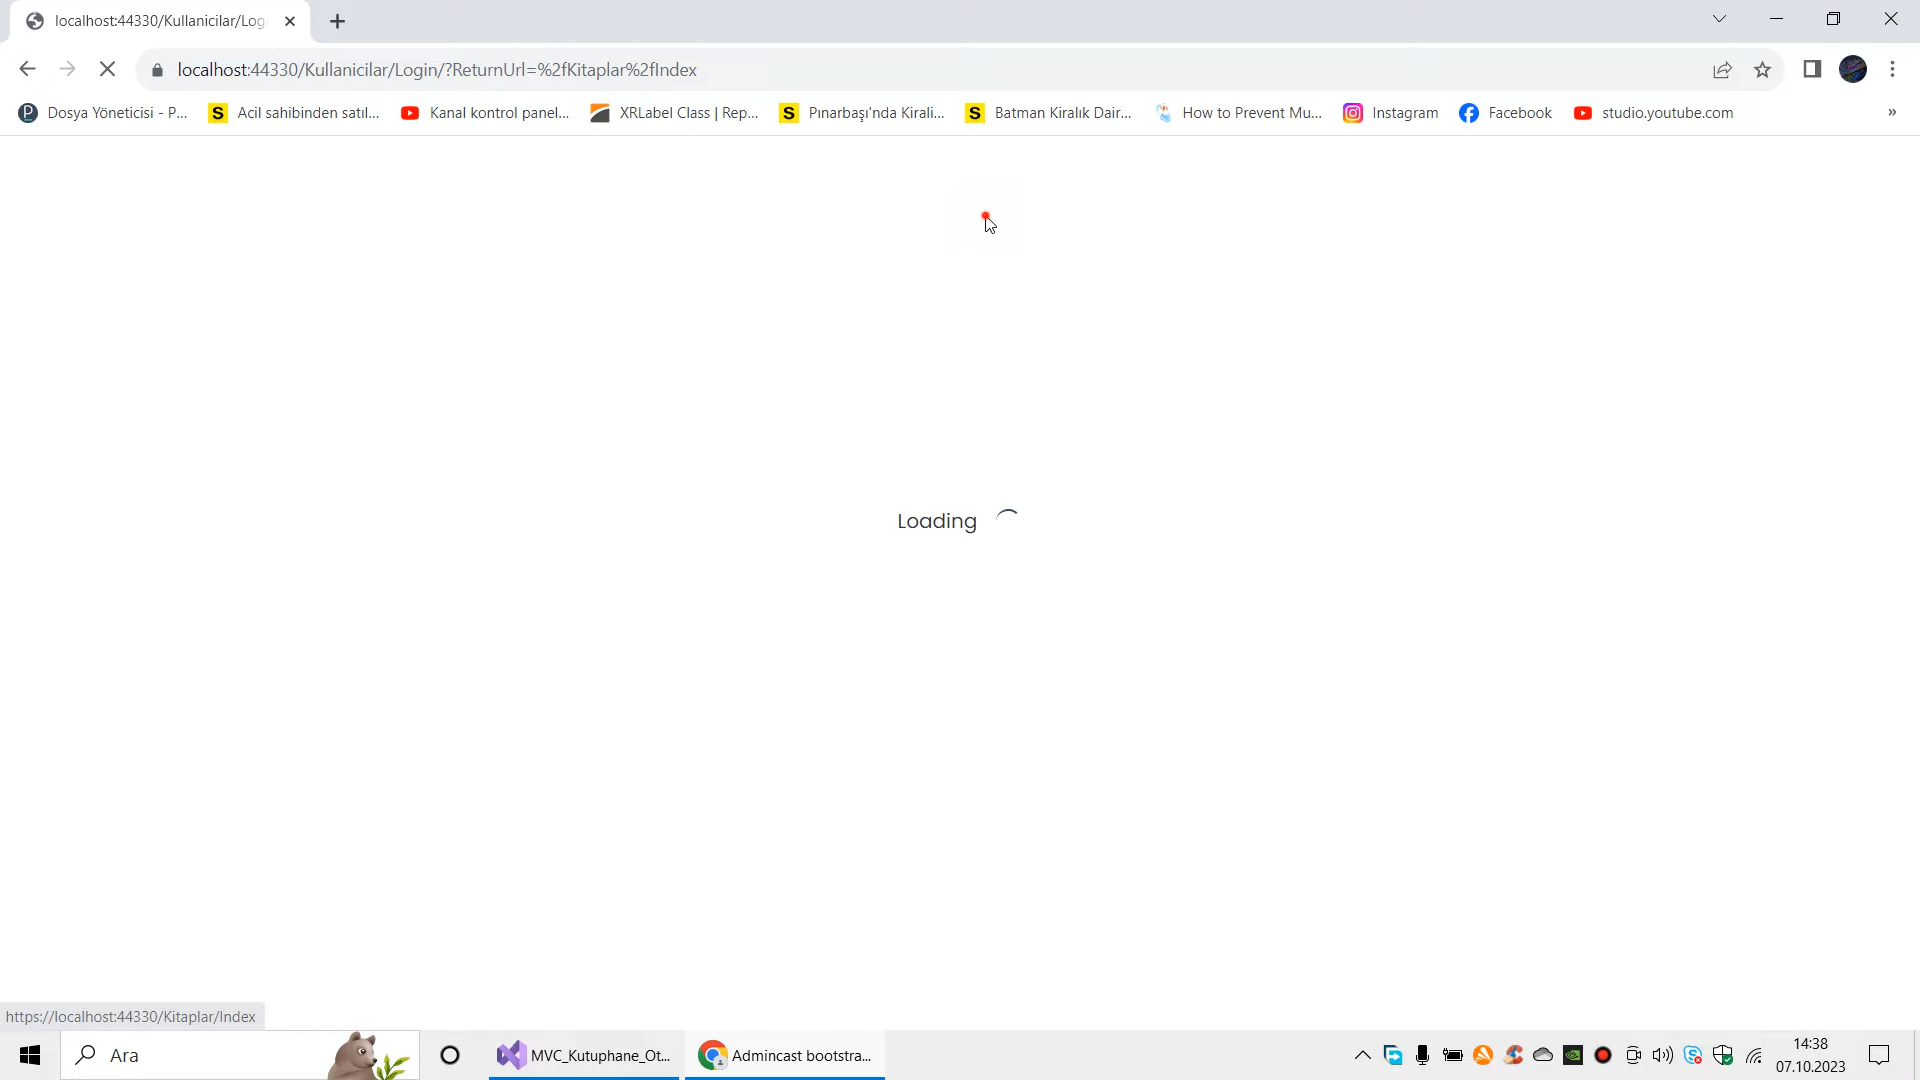 localhost:44330/Kullanicilar/Log
localhost:44330/Kullanicilar/Login/?ReturnUrl=%2fKitaplar%2fIndex
Dosya Yöneticisi - P...
Acil sahibinden satıl...
Kanal kontrol panel...
XRLabel Class | Rep...
Pınarbaşı'nda Kirali...
Batman Kiralık Dair...
How to Prevent Mu...
Instagram
Facebook
studio.youtube.com
»
Loading
https://localhost:44330/Kitaplar/Index
Ara
MVC_Kutuphane_Ot...
Admincast bootstra...
14:38
07.10.2023